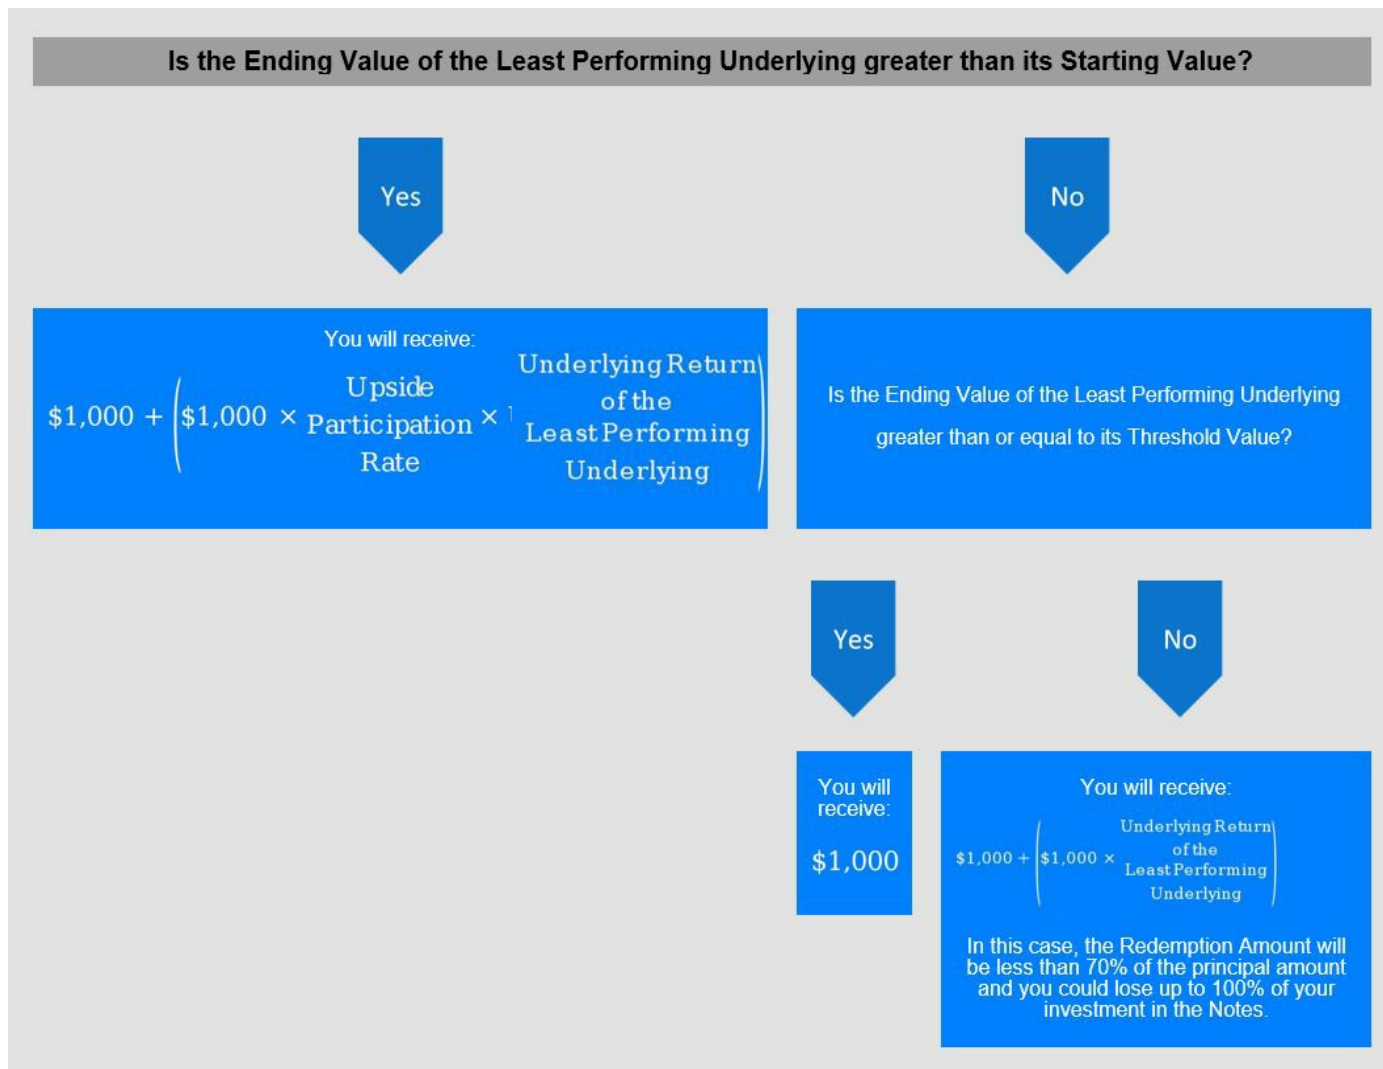 Is the Ending Value of the Least Performing Underlying greater than its Starting Value?
Yes
No
You will receive:
$1,000 + ($1,000 × Upside Participation Rate × Underlying Return of the Least Performing Underlying)
Is the Ending Value of the Least Performing Underlying
greater than or equal to its Threshold Value?
Yes
No
You will
receive:
$1,000
You will receive:
$1,000 + ($1,000 × Underlying Return of the Least Performing Underlying)
In this case, the Redemption Amount will
be less than 70% of the principal amount
and you could lose up to 100% of your
investment in the Notes.